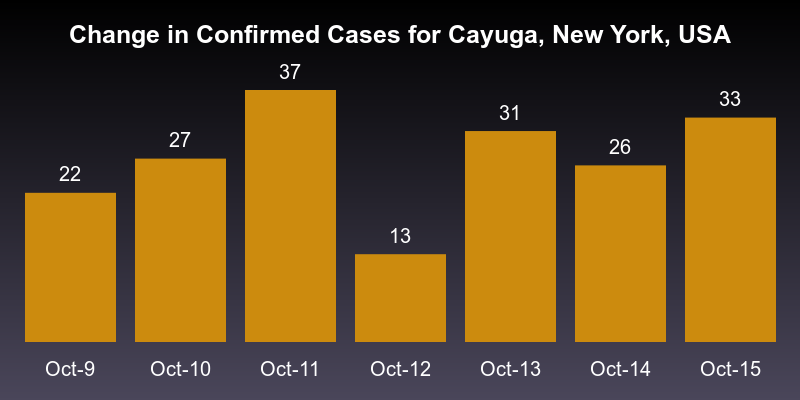 Change in Confirmed Cases for Cayuga, New York, USA
22
27
37
13
31
26
33
Oct-9
Oct-10
Oct-11
Oct-12
Oct-13
Oct-14
Oct-15